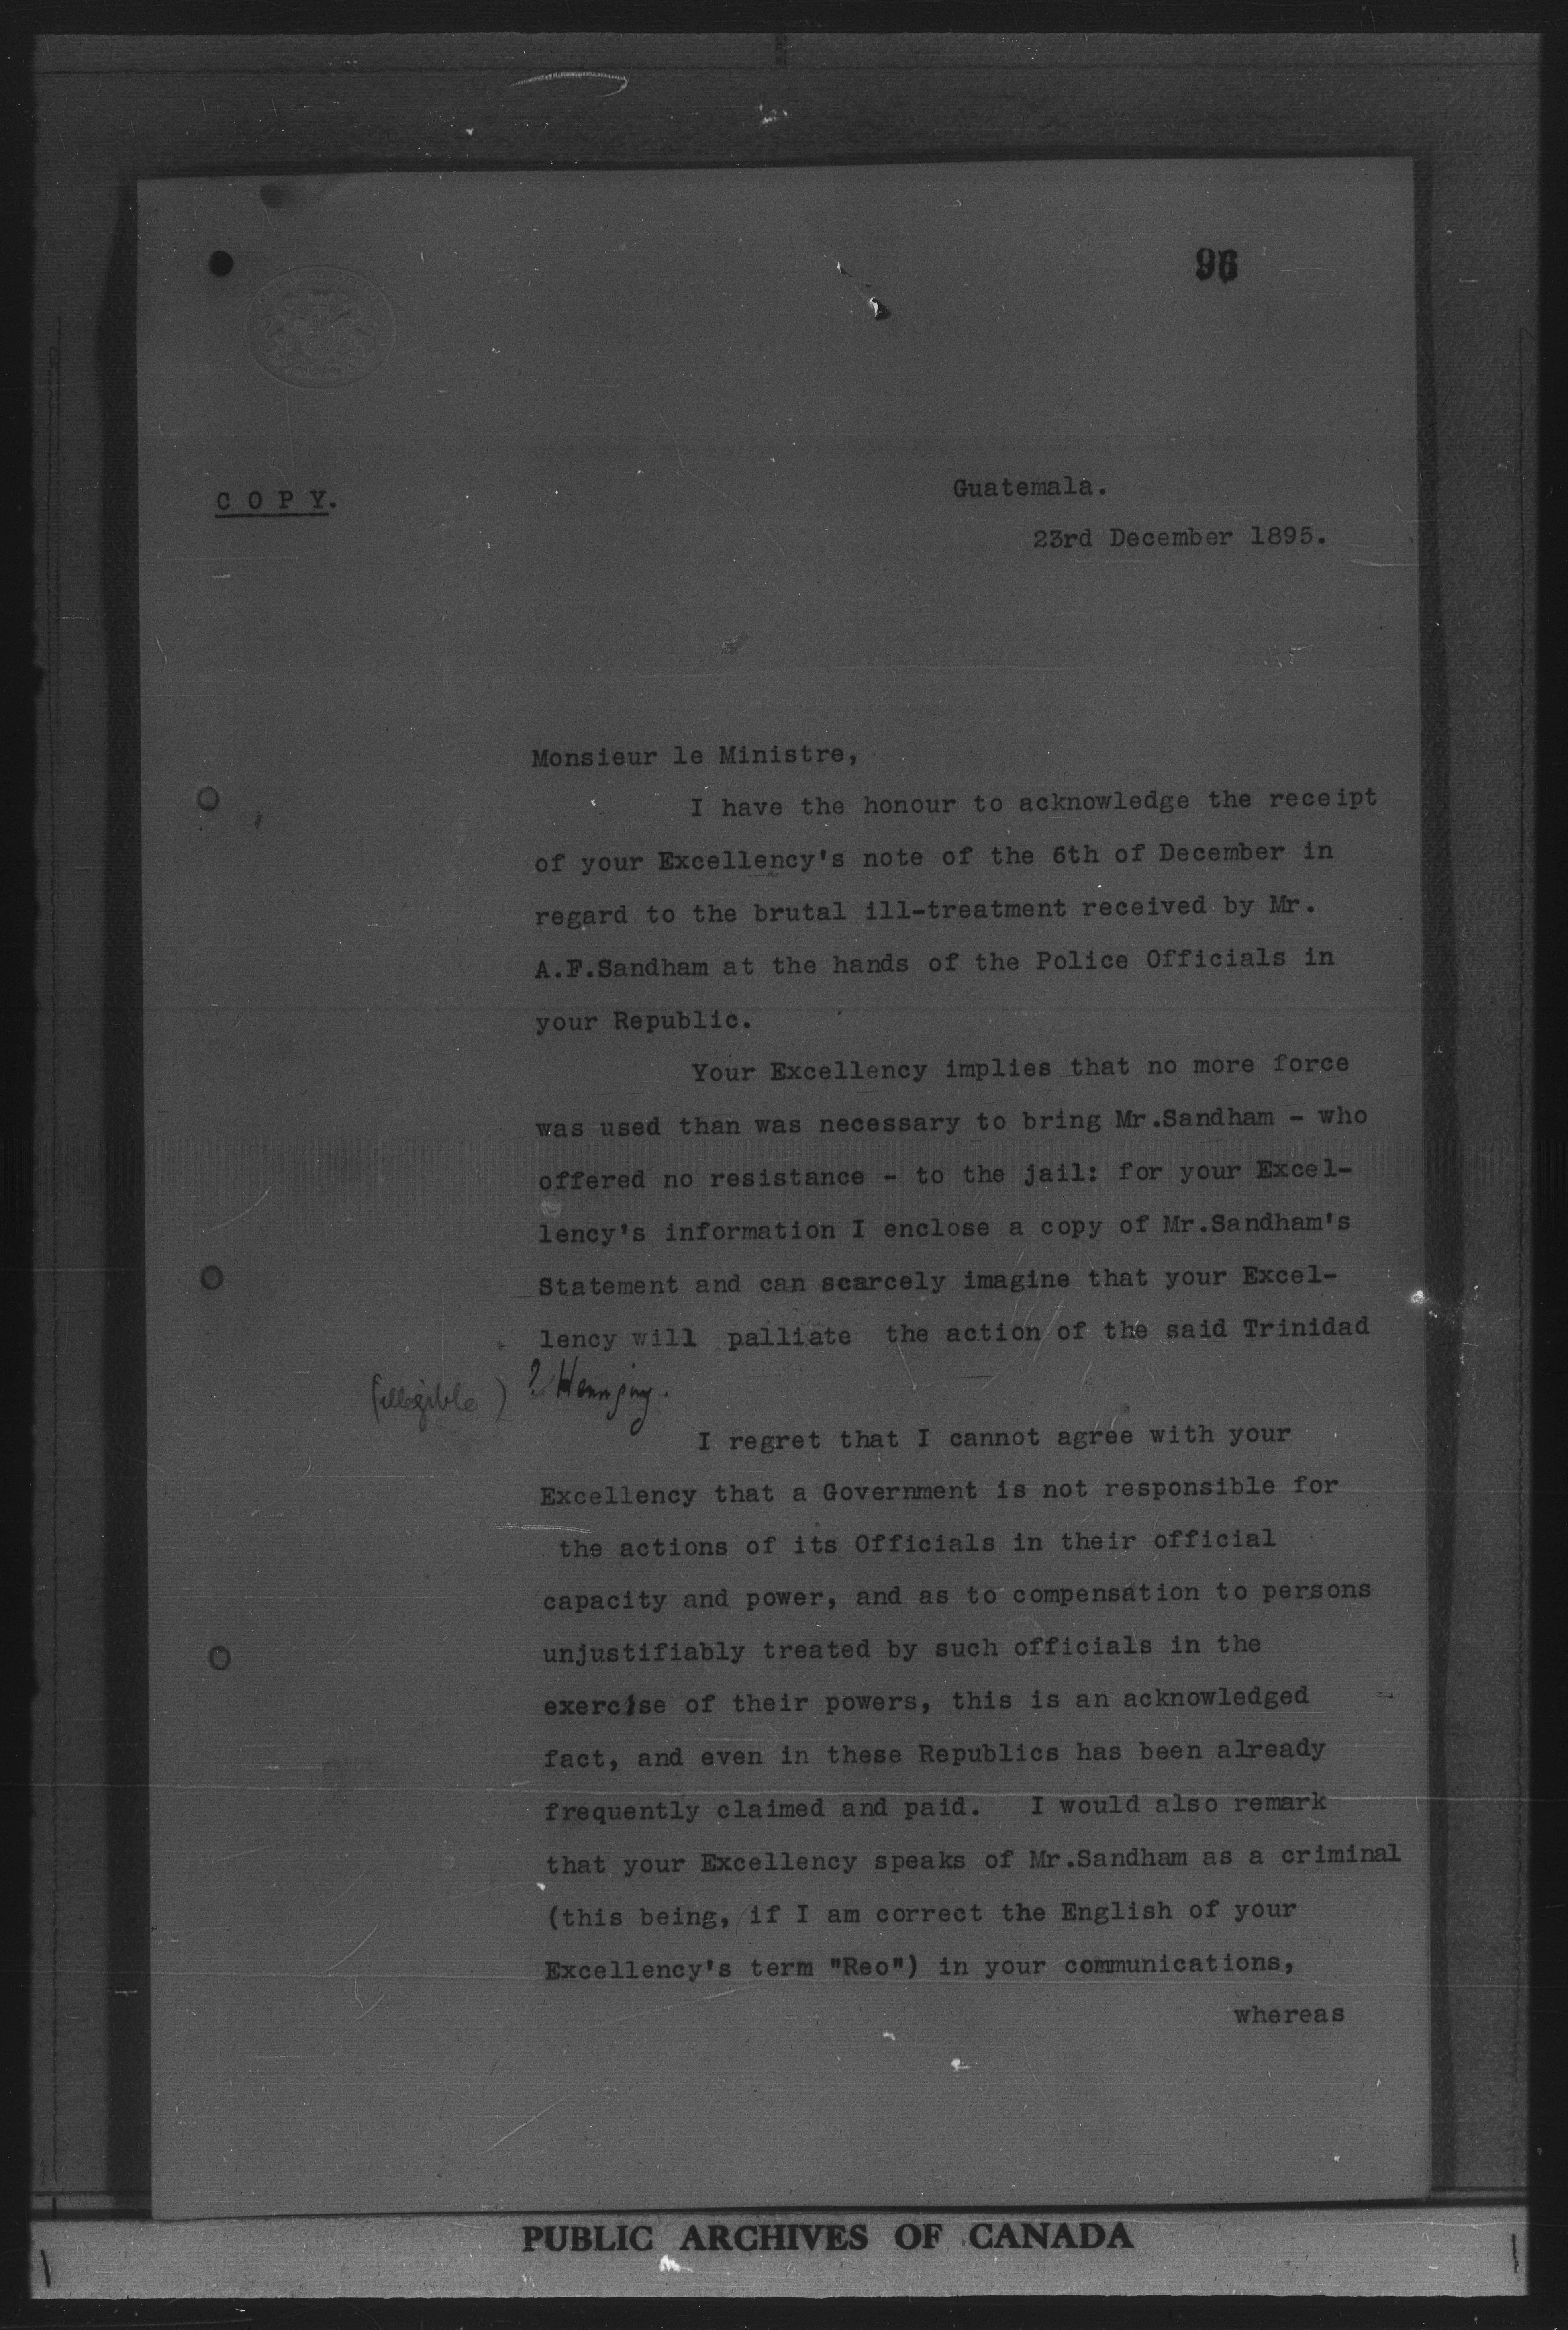 96
C O P Y.
Guatemala.
23rd December 1895.
Monsieur le Ministre,
I have the honour to acknowledge the receipt
of your Excellency's note of the 6th of December in
regard to the brutal ill-treatment received by Mr.
A.F.Sandham at the hands of the Police Officials in
your Republic.
Your Excellency implies that no more force
was used than was necessary to bring Mr.Sandham - who
offered no resistance - to the jail: for your Excel-
lency's information I enclose a copy of Mr.Sandham's
Statement and can scarcely imagine that your Excel-
lency will palliate the action of the said Trinidad
(illegible) ?
I regret that I cannot agree with your
Excellency that a Government is not responsible for
the actions of its Officials in their official
capacity and power, and as to compensation to persons
unjustifiably treated by such officials in the
exercise of their powers, this is an acknowledged
fact, and even in these Republics has been already
frequently claimed and paid. I would also remark
that your Excellency speaks of Mr.Sandham as a criminal
(this being, if I am correct the English of your
Excellency's term "Reo") in your communications,
whereas
PUBLIC ARCHIVES OF CANADA